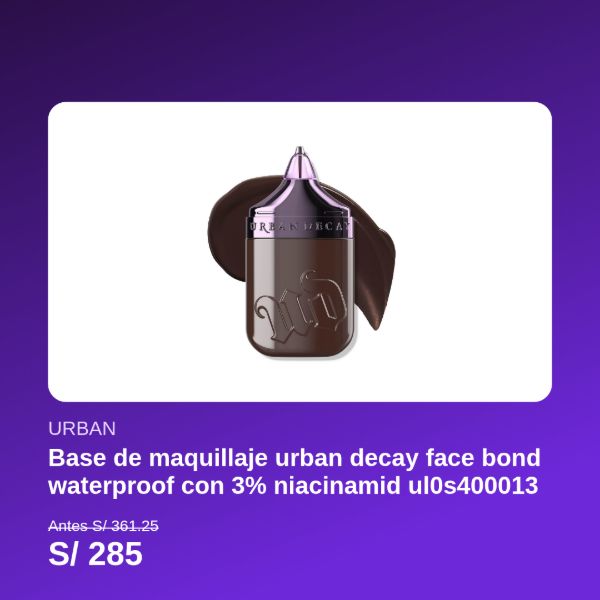 URBAN DECAY
UD
URBAN
Base de maquillaje urban decay face bond
waterproof con 3% niacinamid ul0s400013
Antes S/ 361.25
S/ 285